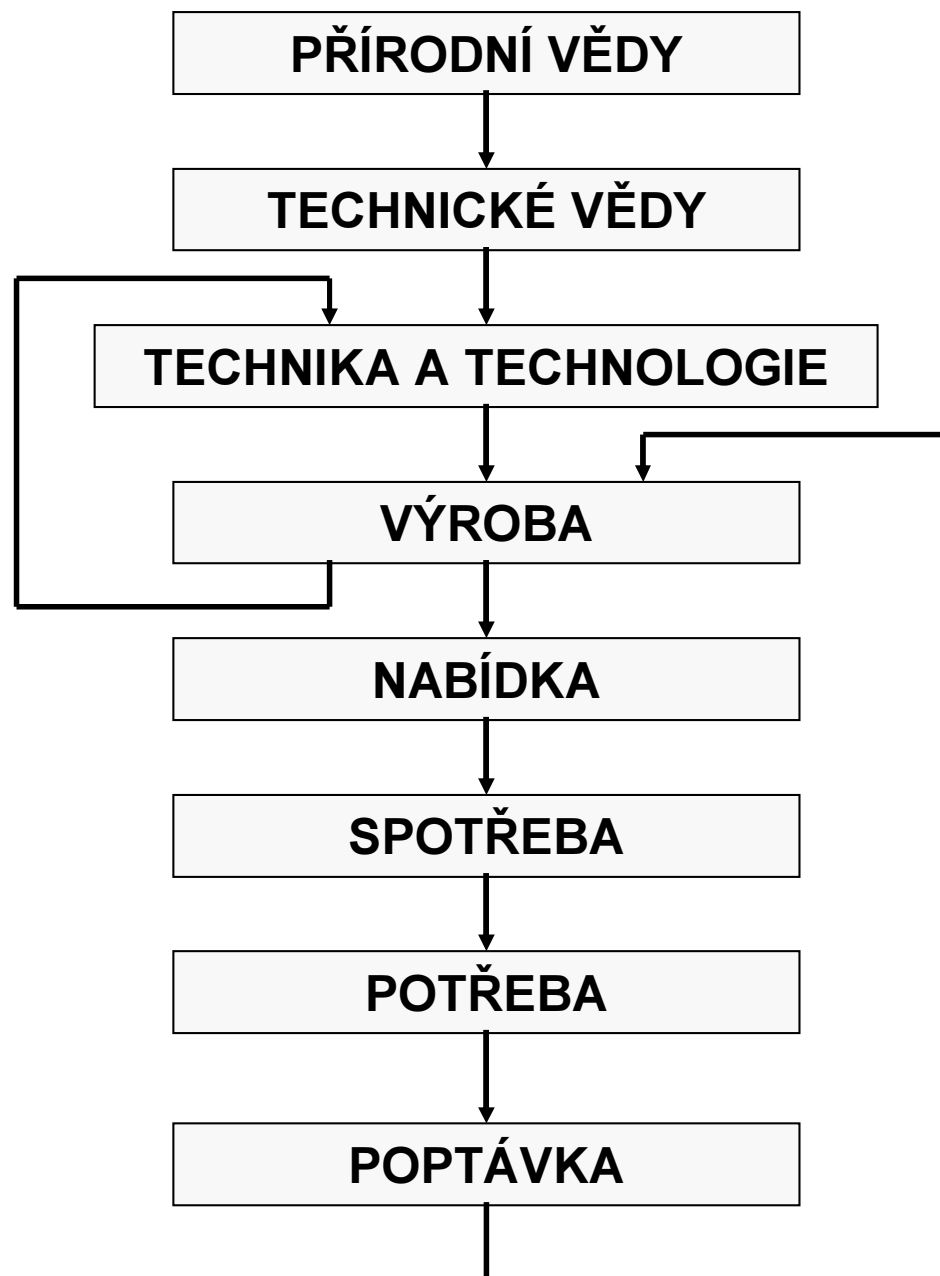 PŘÍRODNÍ VĚDY
TECHNICKÉ VĚDY
TECHNIKA A TECHNOLOGIE
VÝROBA
NABÍDKA
SPOTŘEBA
POTŘEBA
POPTÁVKA